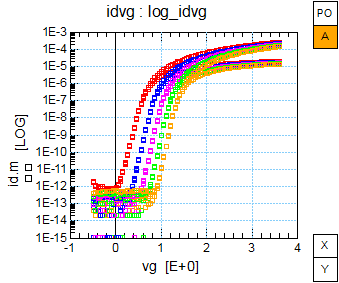 idvg : log_idvg
PO
A
1E-3
1E-4
1E-5
1E-6
1E-7
1E-8
1E-9
1E-10
1E-11
1E-12
1E-13
1E-14
1E-15
id.m [LOG]
-1 0 1 2 3 4
vg [E+0]
X
Y